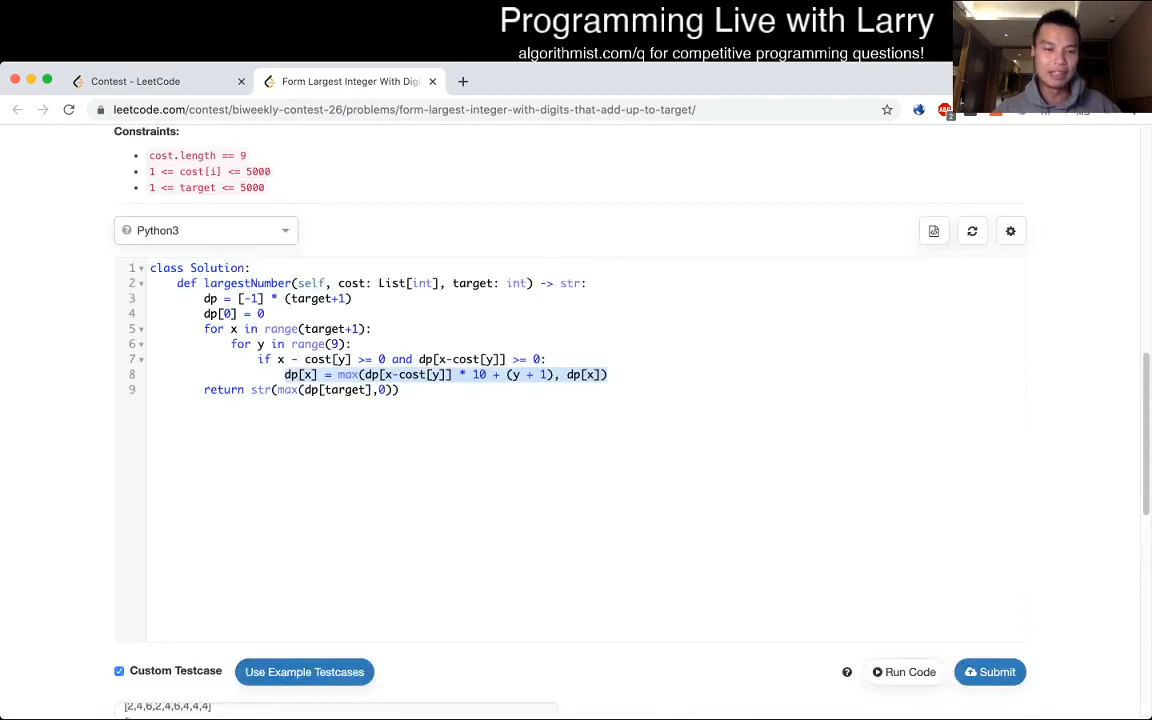 Programming Live with Larry
algorithmist.com/q for competitive programming questions!
Contest - LeetCode
Form Largest Integer With Digi
leetcode.com/contest/biweekly-contest-26/problems/form-largest-integer-with-digits-that-add-up-to-target/
Constraints:
cost.length == 9
1 <= cost[i] <= 5000
1 <= target <= 5000
Python3
1 class Solution:
2 def largestNumber(self, cost: List[int], target: int) -> str:
3 dp = [-1] * (target+1)
4 dp[0] = 0
5 for x in range(target+1):
6 for y in range(9):
7 if x - cost[y] >= 0 and dp[x-cost[y]] >= 0:
8 dp[x] = max(dp[x-cost[y]] * 10 + (y + 1), dp[x])
9 return str(max(dp[target],0))
Custom Testcase
Use Example Testcases
Run Code
Submit
[2,4,6,2,4,6,4,4,4]